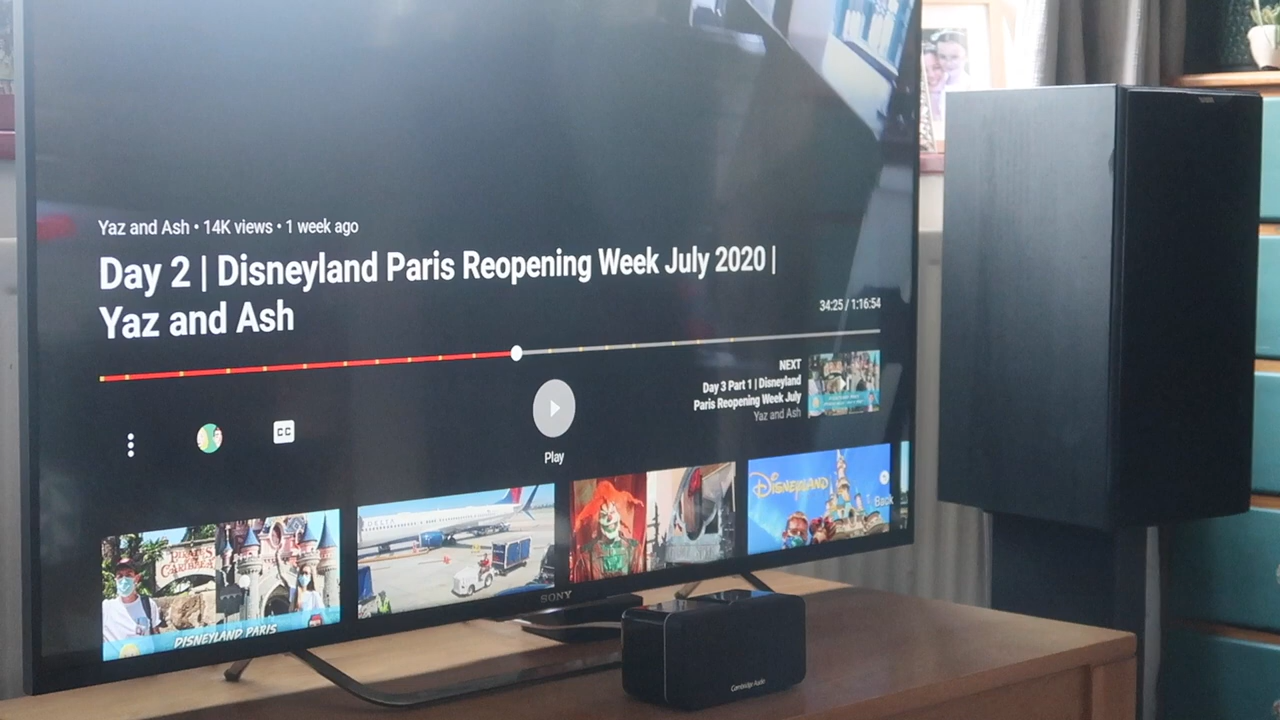 Yaz and Ash • 14K views • 1 week ago
Day 2 | Disneyland Paris Reopening Week July 2020 |
Yaz and Ash
34:25 / 1:16:54
NEXT
Day 3 Part 1 | Disneyland
Paris Reopening Week July
Yaz and Ash
CC
Play
DELTA
DISNEYLAND
Back
PIRATES
CARIBBEAN
DISNEYLAND PARIS
SONY
Cambridge Audio